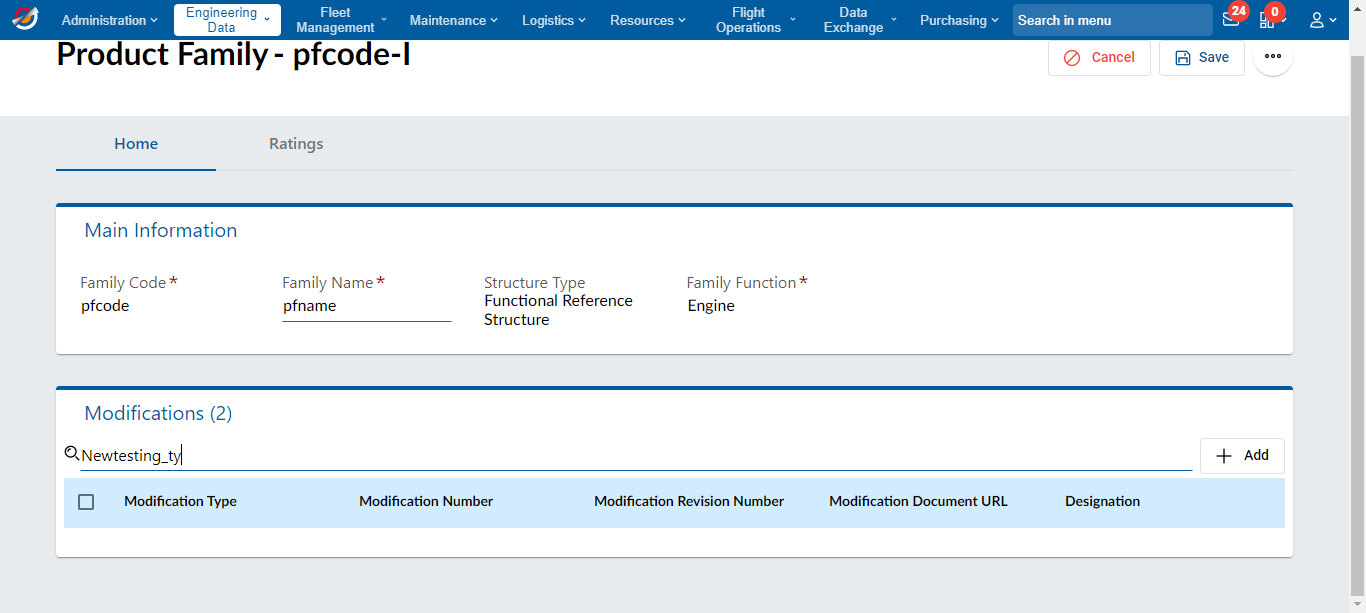 Administration
Engineering
Data
Fleet
Management
Maintenance
Logistics
Resources
Flight
Operations
Data
Exchange
Purchasing
Search in menu
24
0
Product Family - pfcode-I
Cancel
Save
Home
Ratings
Main Information
Family Code *
pfcode
Family Name *
pfname
Structure Type
Functional Reference
Structure
Family Function *
Engine
Modifications (2)
Newtesting_ty
Add
Modification Type
Modification Number
Modification Revision Number
Modification Document URL
Designation